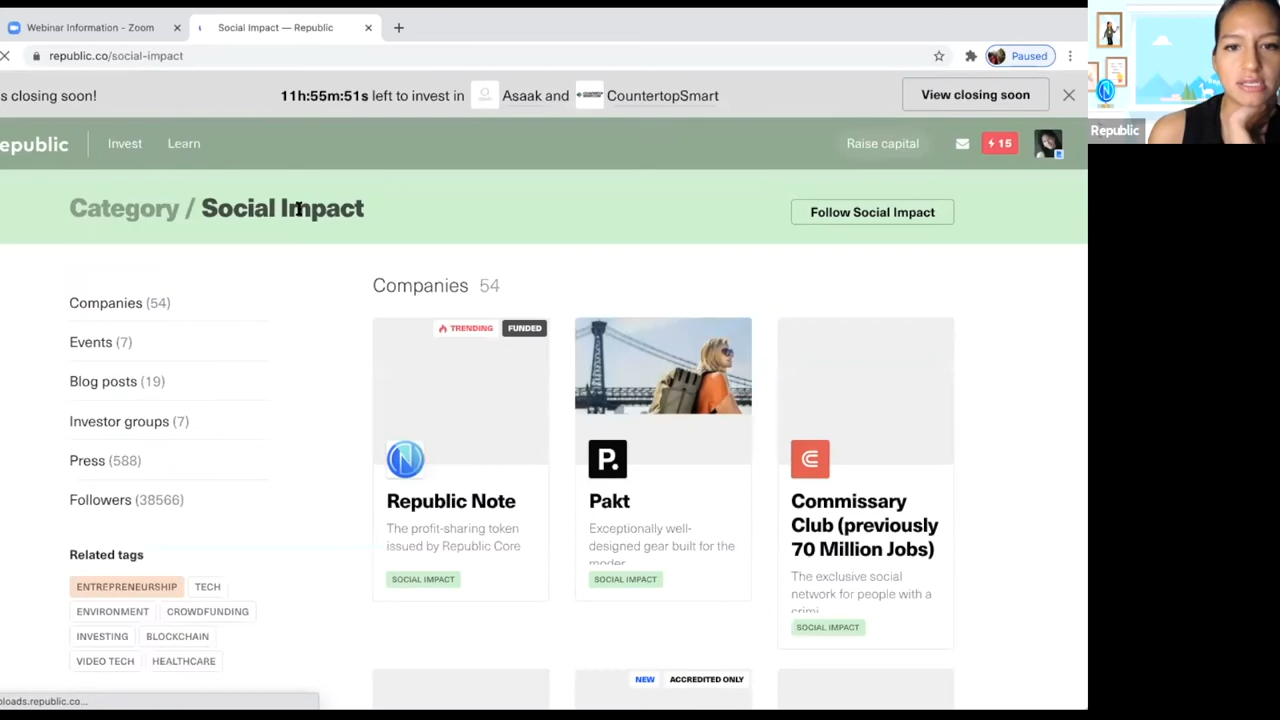 Webinar Information - Zoom
Social Impact — Republic
republic.co/social-impact
Paused
s closing soon!
11h:55m:51s left to invest in
Asaak and
CountertopSmart
View closing soon
Republic
epublic
Invest
Learn
Raise capital
15
Category / Social Impact
Follow Social Impact
Companies (54)
Events (7)
Blog posts (19)
Investor groups (7)
Press (588)
Followers (38566)
Related tags
ENTREPRENEURSHIP
TECH
ENVIRONMENT
CROWDFUNDING
INVESTING
BLOCKCHAIN
VIDEO TECH
HEALTHCARE
Companies 54
TRENDING
FUNDED
Republic Note
The profit-sharing token
issued by Republic Core
SOCIAL IMPACT
P.
Pakt
Exceptionally well-
designed gear built for the
moder
SOCIAL IMPACT
Commissary
Club (previously
70 Million Jobs)
The exclusive social
network for people with a
crimi
SOCIAL IMPACT
NEW
ACCREDITED ONLY
ploads.republic.co...